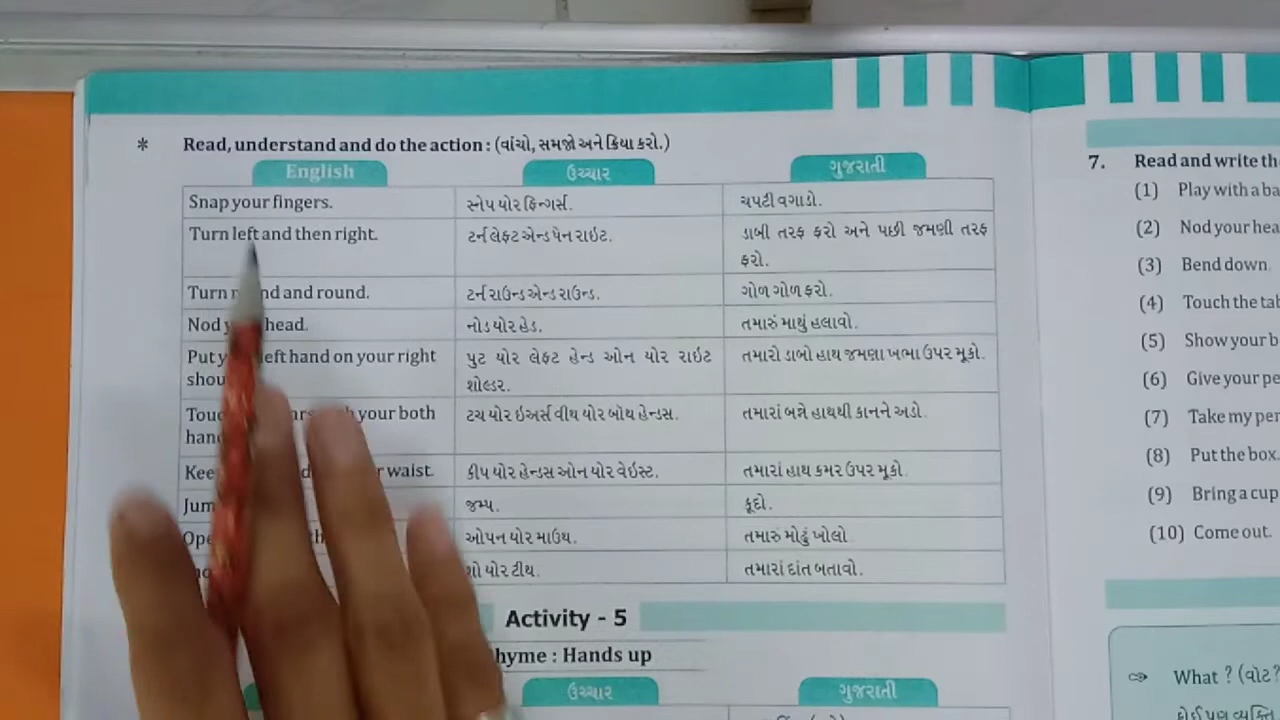 * Read, understand and do the action : (વાંચો, સમજો અને ક્રિયા કરો.)
English ઉચ્ચાર ગુજરાતી
Snap your fingers. સ્નેપ યોર ફિન્ગર્સ. ચપટી વગાડો.
Turn left and then right. ટર્ન લેફ્ટ એન્ડ ધેન રાઇટ. ડાબી તરફ ફરો અને પછી જમણી તરફ
ફરો.
Turn and round. ટર્ન રાઉન્ડ એન્ડ રાઉન્ડ. ગોળ ગોળ ફરો.
Nod head. નોડ યોર હેડ. તમારું માથું હલાવો.
Put left hand on your right પુટ યોર લેફ્ટ હેન્ડ ઓન યોર રાઇટ તમારો ડાબો હાથ જમણા ખભા ઉપર મૂકો.
શોલ્ડર.
your both ટચ યોર ઇઅર્સ વીથ યોર બૉથ હેન્ડસ. તમારાં બન્ને હાથથી કાનને અડો.
waist. કીપ યોર હેન્ડસ ઓન યોર વેઇસ્ટ. તમારાં હાથ કમર ઉપર મૂકો.
જમ્પ. કૂદો.
ઓપન યોર માઉથ. તમારું મોઢું ખોલો
શો યોર ટીથ. તમારાં દાંત બતાવો.
Activity - 5
: Hands up
ઉચ્ચાર ગુજરાતી
7. Read and write
(1) Play with a
(2) Nod your
(3) Bend down.
(4) Touch the
(5) Show your
(6) Give your
(7) Take my
(8) Put the box.
(9) Bring a cup
(10) Come out.
What ? (વોટ ?
કોઈ પણ વ્યક્તિ